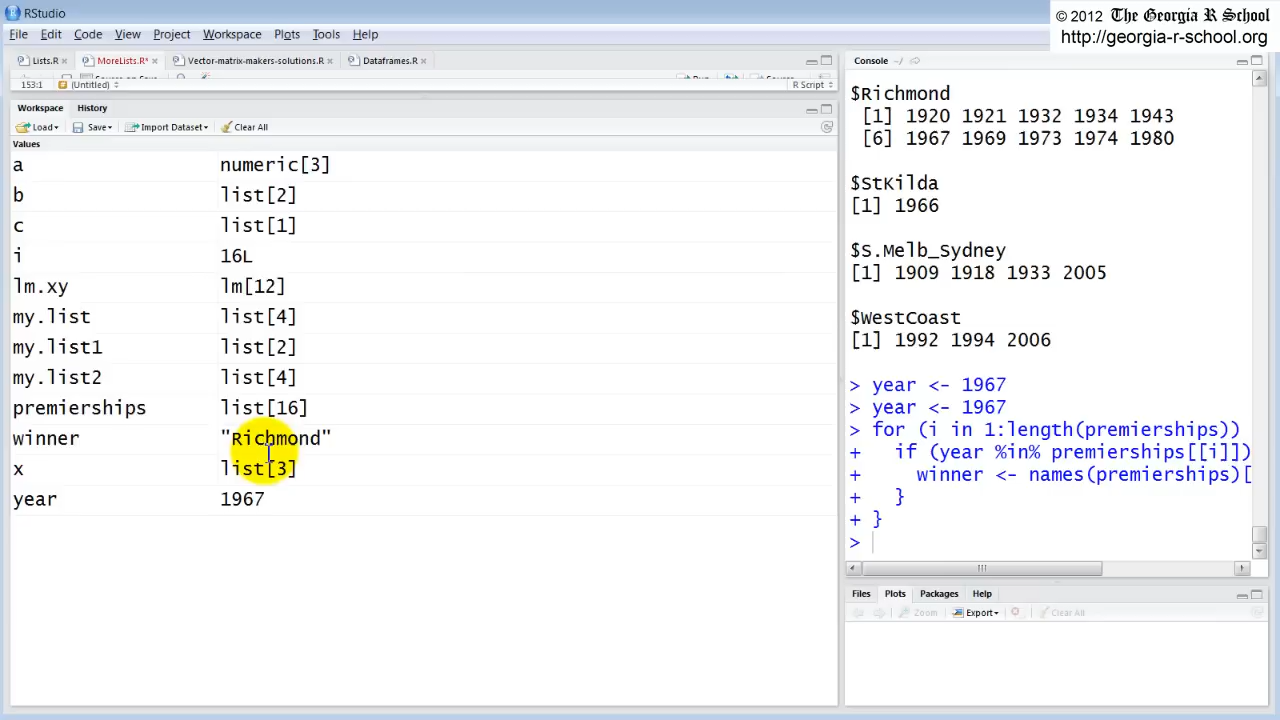 RStudio
© 2012 The Georgia R School
http://georgia-r-school.org
File Edit Code View Project Workspace Plots Tools Help
Lists.R MoreLists.R* Vector-matrix-makers-solutions.R Dataframes.R
153:1 (Untitled) R Script
Workspace History
Load Save Import Dataset Clear All
Values
a numeric[3]
b list[2]
c list[1]
i 16L
lm.xy lm[12]
my.list list[4]
my.list1 list[2]
my.list2 list[4]
premierships list[16]
winner "Richmond"
x list[3]
year 1967
Console ~/
$Richmond
[1] 1920 1921 1932 1934 1943
[6] 1967 1969 1973 1974 1980
$StKilda
[1] 1966
$S.Melb_Sydney
[1] 1909 1918 1933 2005
$WestCoast
[1] 1992 1994 2006
> year <- 1967
> year <- 1967
> for (i in 1:length(premierships))
+ if (year %in% premierships[[i]])
+ winner <- names(premierships)[
+ }
+ }
>
Files Plots Packages Help
Zoom Export Clear All